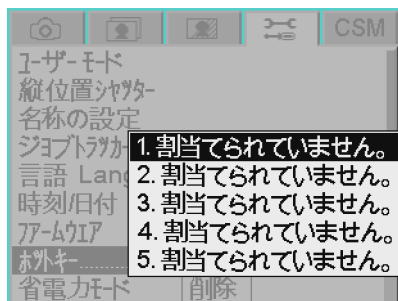 CSM
ユーザーモード
縦位置シャッター
名称の設定
ジョブトラッカー
1. 割当てられていません。
言語 Lang
2. 割当てられていません。
時刻/日付
3. 割当てられていません。
ファームウェア
4. 割当てられていません。
ホットキー.......
5. 割当てられていません。
省電力モード
削除